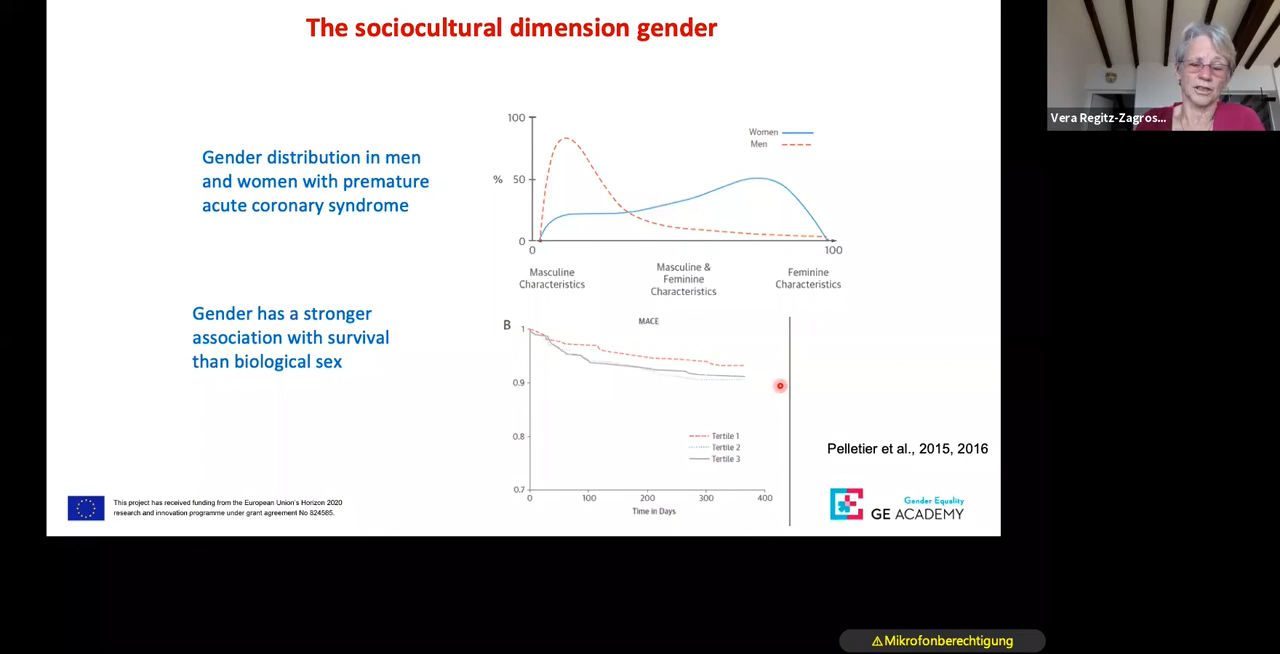 The sociocultural dimension gender
Vera Regitz-Zagros...
Gender distribution in men
and women with premature
acute coronary syndrome
100
%
50
0
Women
Men
0
100
Masculine
Characteristics
Masculine &
Feminine
Characteristics
Feminine
Characteristics
Gender has a stronger
association with survival
than biological sex
B
MACE
1
0.9
0.8
0.7
Tertile 1
Tertile 2
Tertile 3
0
100
200
300
400
Time in Days
Pelletier et al., 2015, 2016
This project has received funding from the European Union's Horizon 2020
research and innovation programme under grant agreement No 824585.
Gender Equality
GE ACADEMY
Mikrofonberechtigung